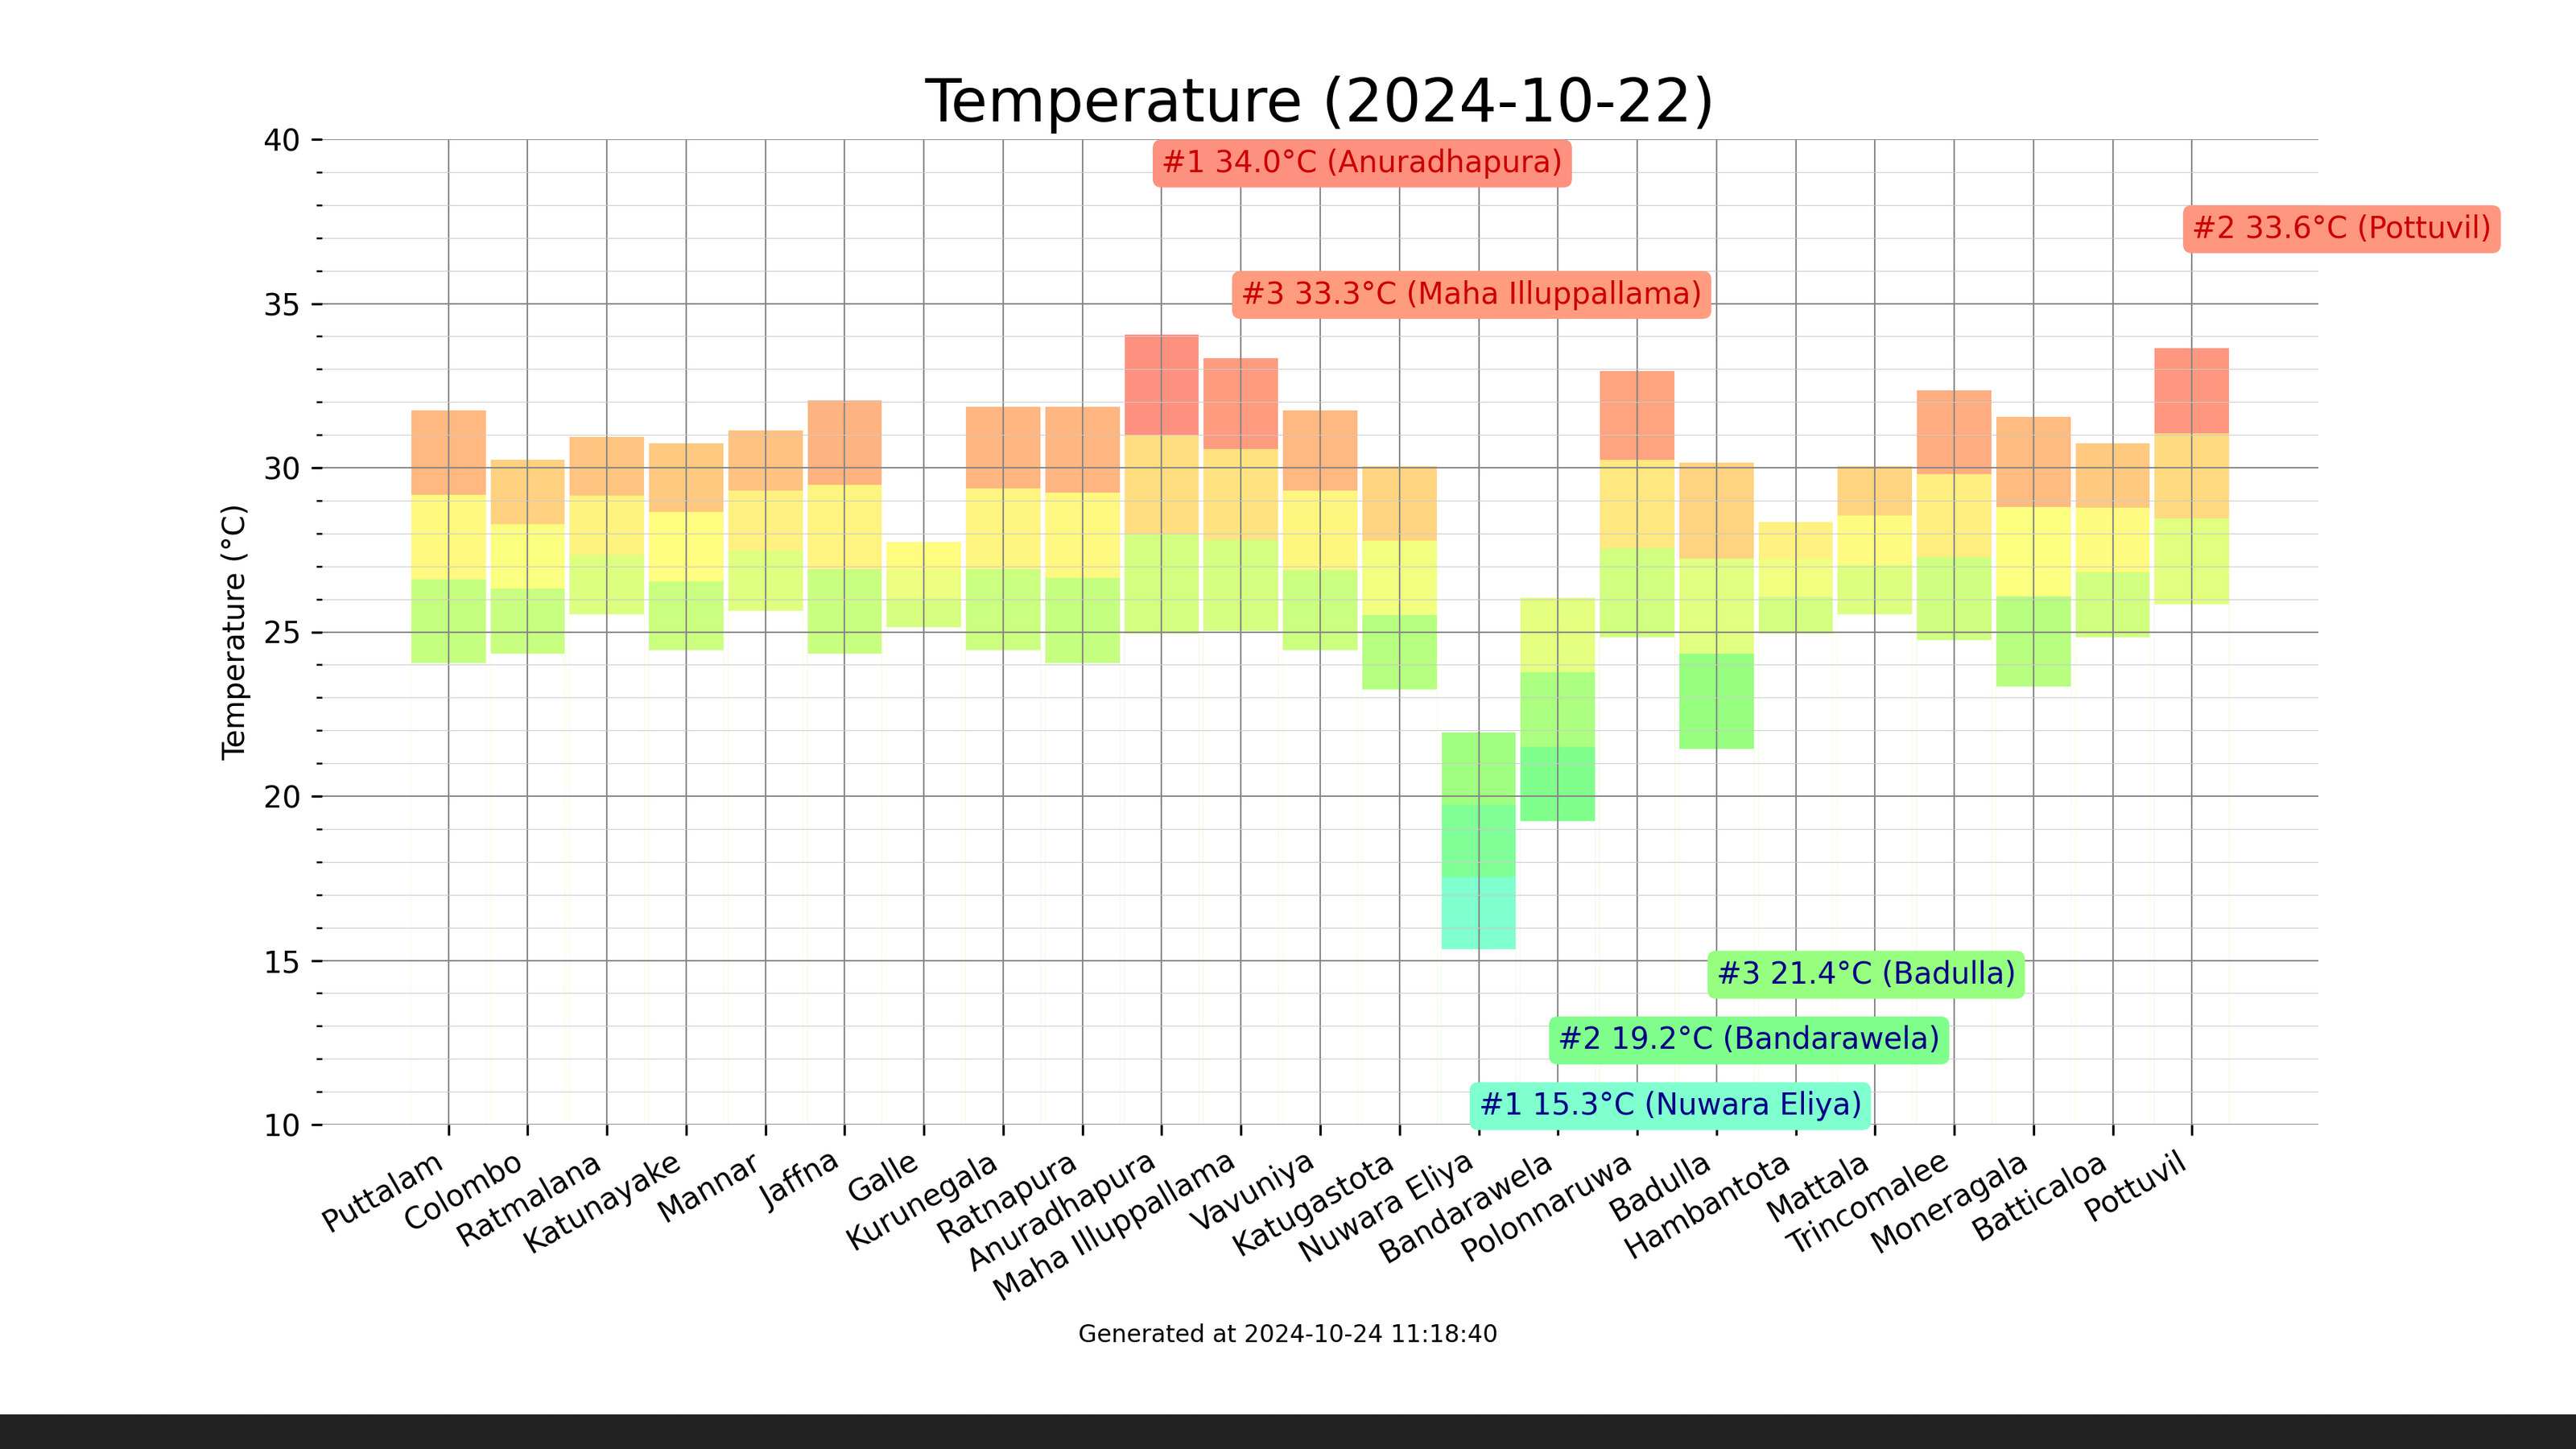 Temperature (2024-10-22)
40
#1 34.0°C (Anuradhapura)
#2 33.6°C (Pottuvil)
#3 33.3°C (Maha Illuppallama)
35
30
Temperature (°C)
25
20
15
#3 21.4°C (Badulla)
#2 19.2°C (Bandarawela)
#1 15.3°C (Nuwara Eliya)
10
Puttalam
Colombo
Ratmalana
Katunayake
Mannar
Jaffna
Galle
Kurunegala
Ratnapura
Anuradhapura
Maha Illuppallama
Vavuniya
Katugastota
Nuwara Eliya
Bandarawela
Polonnaruwa
Badulla
Hambantota
Mattala
Trincomalee
Moneragala
Batticaloa
Pottuvil
Generated at 2024-10-24 11:18:40